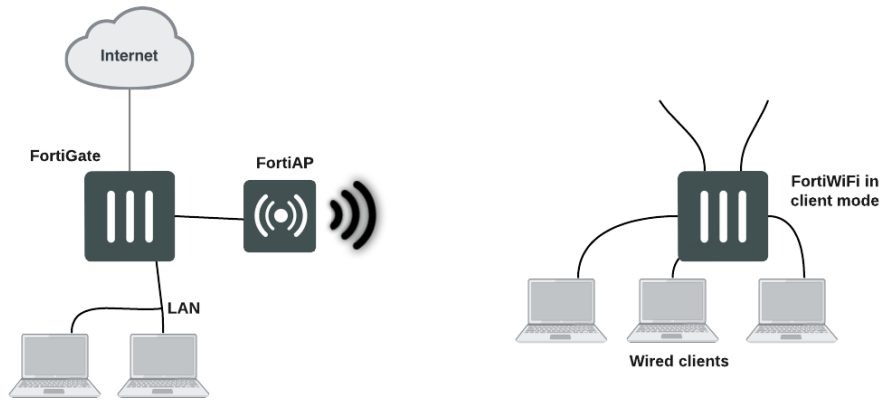 Internet
FortiGate
FortiAP
LAN
FortiWiFi in
client mode
Wired clients